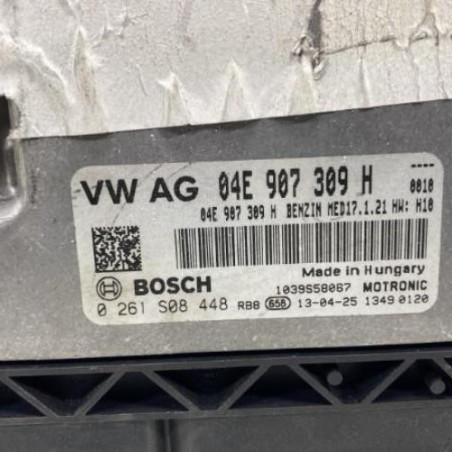 VW AG 04E 907 309 H 0010
04E 907 309 H BENZIN MED17.1.21 HW: H10
----
Made in Hungary
BOSCH 1039S58067 MOTRONIC
0 261 S08 448 RBB 656 13-04-25 1349 0120